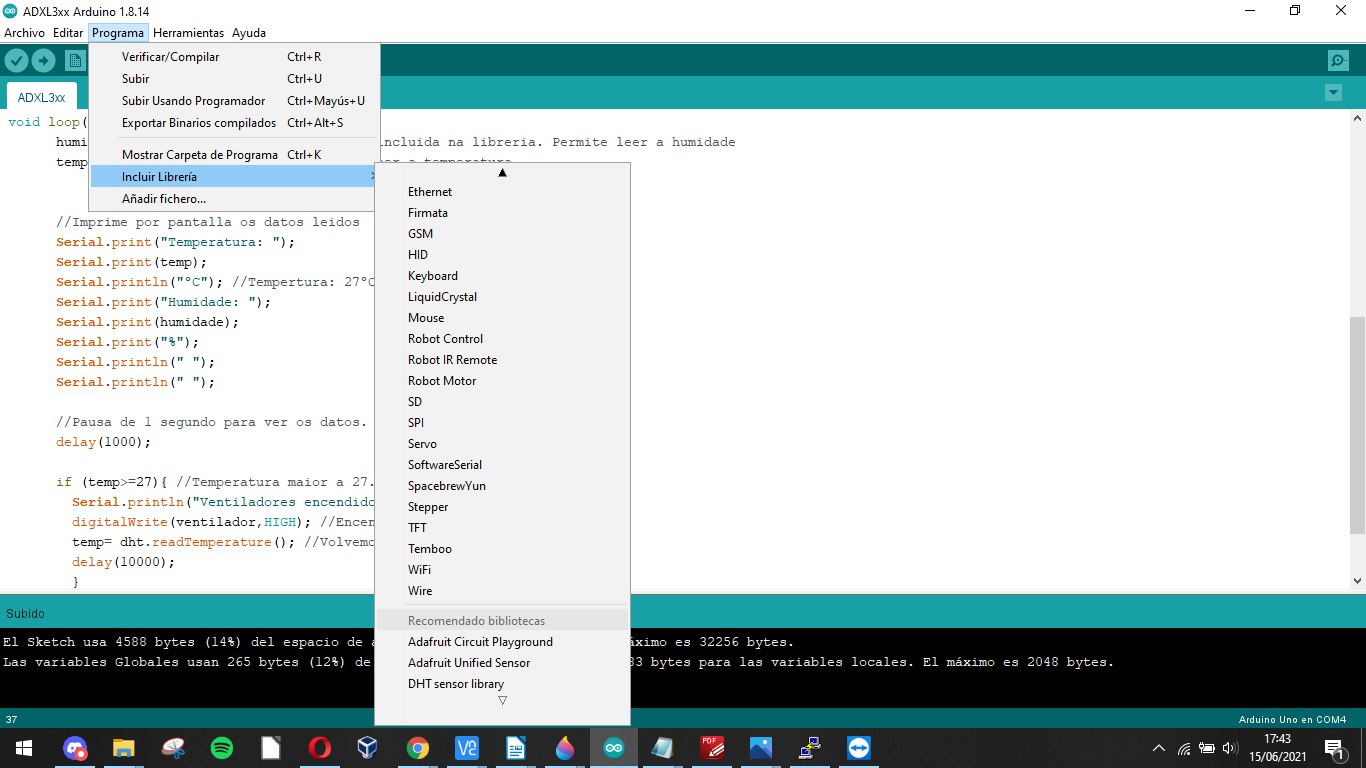 ADXL3xx Arduino 1.8.14
Archivo Editar Programa Herramientas Ayuda
Verificar/Compilar Ctrl+R
Subir Ctrl+U
Subir Usando Programador Ctrl+Mayús+U
Exportar Binarios compilados Ctrl+Alt+S
Mostrar Carpeta de Programa Ctrl+K
Incluir Librería
Añadir fichero...
Ethernet
Firmata
GSM
HID
Keyboard
LiquidCrystal
Mouse
Robot Control
Robot IR Remote
Robot Motor
SD
SPI
Servo
SoftwareSerial
SpacebrewYun
Stepper
TFT
Temboo
WiFi
Wire
Recomendado bibliotecas
Adafruit Circuit Playground
Adafruit Unified Sensor
DHT sensor library
ADXL3xx
void loop(
humi ncluida na libreria. Permite leer a humidade
temp a temperatura
//Imprime por pantalla os datos leidos
Serial.print("Temperatura: ");
Serial.print(temp);
Serial.println("°C"); //Tempertura: 27°C
Serial.print("Humidade: ");
Serial.print(humidade);
Serial.print("%");
Serial.println(" ");
Serial.println(" ");
//Pausa de 1 segundo para ver os datos.
delay(1000);
if (temp>=27){ //Temperatura maior a 27.
Serial.println("Ventiladores encendido
digitalWrite(ventilador,HIGH); //Encen
temp= dht.readTemperature(); //Volvemo
delay(10000);
}
Subido
El Sketch usa 4588 bytes (14%) del espacio de a áximo es 32256 bytes.
Las variables Globales usan 265 bytes (12%) de 83 bytes para las variables locales. El máximo es 2048 bytes.
37
Arduino Uno en COM4
V2
PDF
17:43
15/06/2021
1